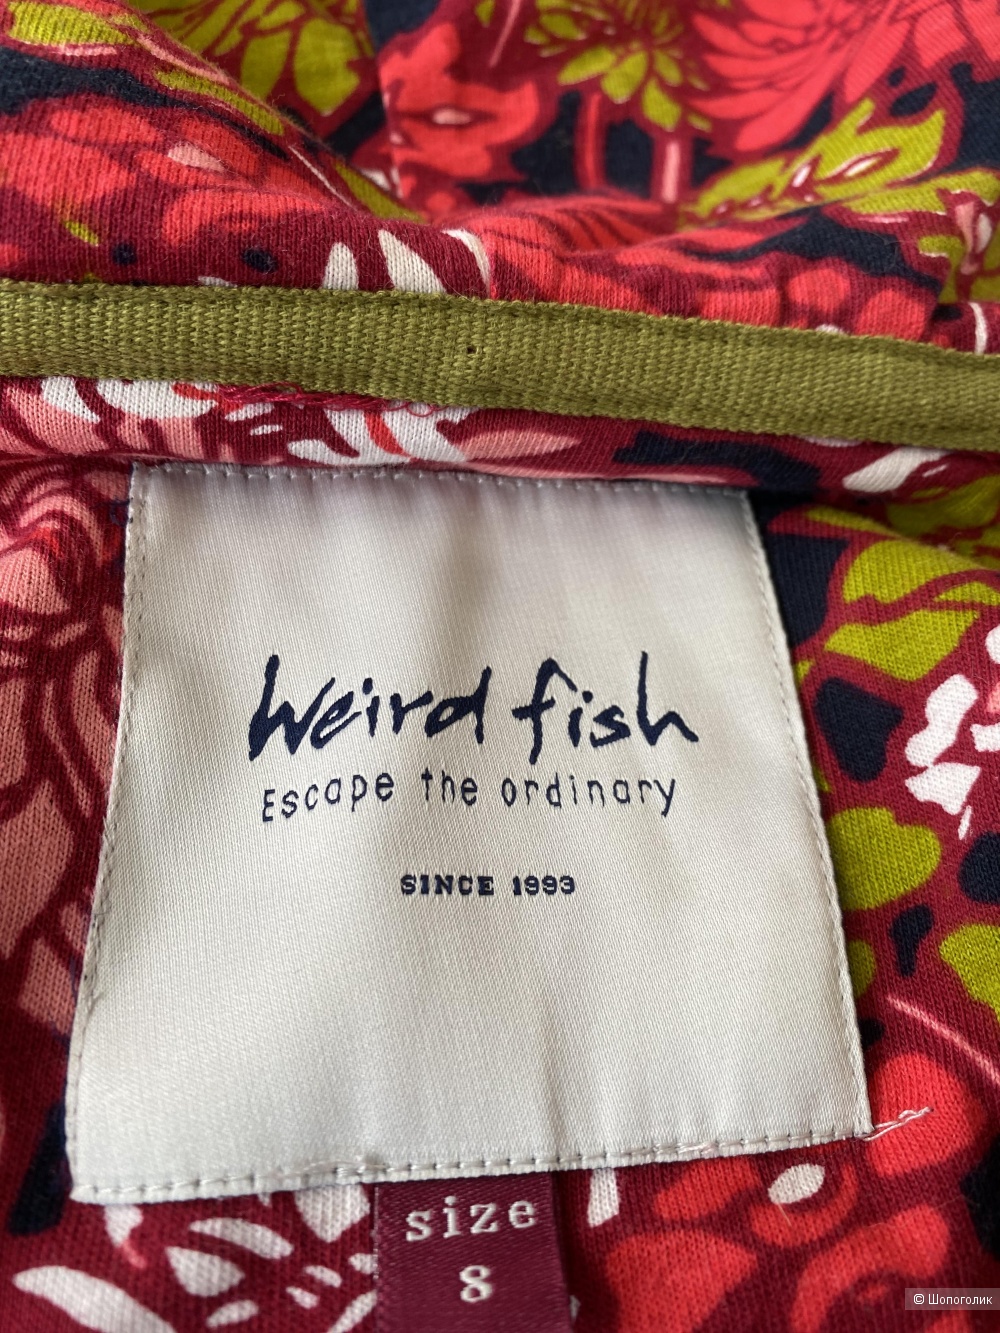 weird fish
Escape the ordinary
SINCE 1993
size
8
© Шопоголик